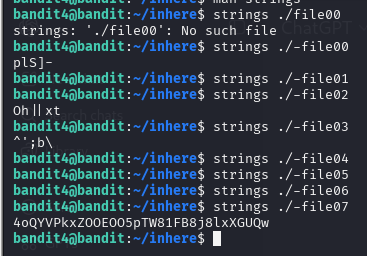 man strings
bandit4@bandit:~/inhere$ strings ./file00
strings: './file00': No such file
bandit4@bandit:~/inhere$ strings ./-file00
plS]-
bandit4@bandit:~/inhere$ strings ./-file01
bandit4@bandit:~/inhere$ strings ./-file02
Oh||xt
bandit4@bandit:~/inhere$ strings ./-file03
^';b\
bandit4@bandit:~/inhere$ strings ./-file04
bandit4@bandit:~/inhere$ strings ./-file05
bandit4@bandit:~/inhere$ strings ./-file06
bandit4@bandit:~/inhere$ strings ./-file07
4oQYVPkxZOOEOO5pTW81FB8j8lxXGUQw
bandit4@bandit:~/inhere$